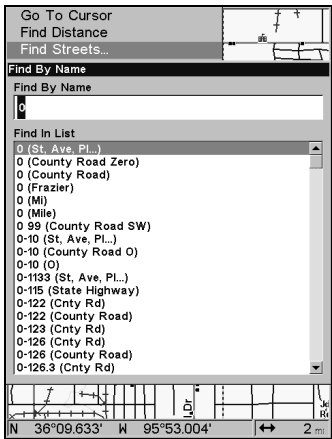 Go To Cursor
Find Distance
Find Streets...
Find By Name
Find By Name
0
Find In List
0 (St, Ave, Pl...)
0 (County Road Zero)
0 (County Road)
0 (Frazier)
0 (Mi)
0 (Mile)
0 99 (County Road SW)
0-10 (St, Ave, Pl...)
0-10 (County Road O)
0-10 (O)
0-1133 (St, Ave, Pl...)
0-115 (State Highway)
0-122 (Cnty Rd)
0-122 (County Road)
0-123 (Cnty Rd)
0-126 (Cnty Rd)
0-126 (County Road)
0-126.3 (Cnty Rd)
N 36°09.633' W 95°53.004' ↔ 2 mi